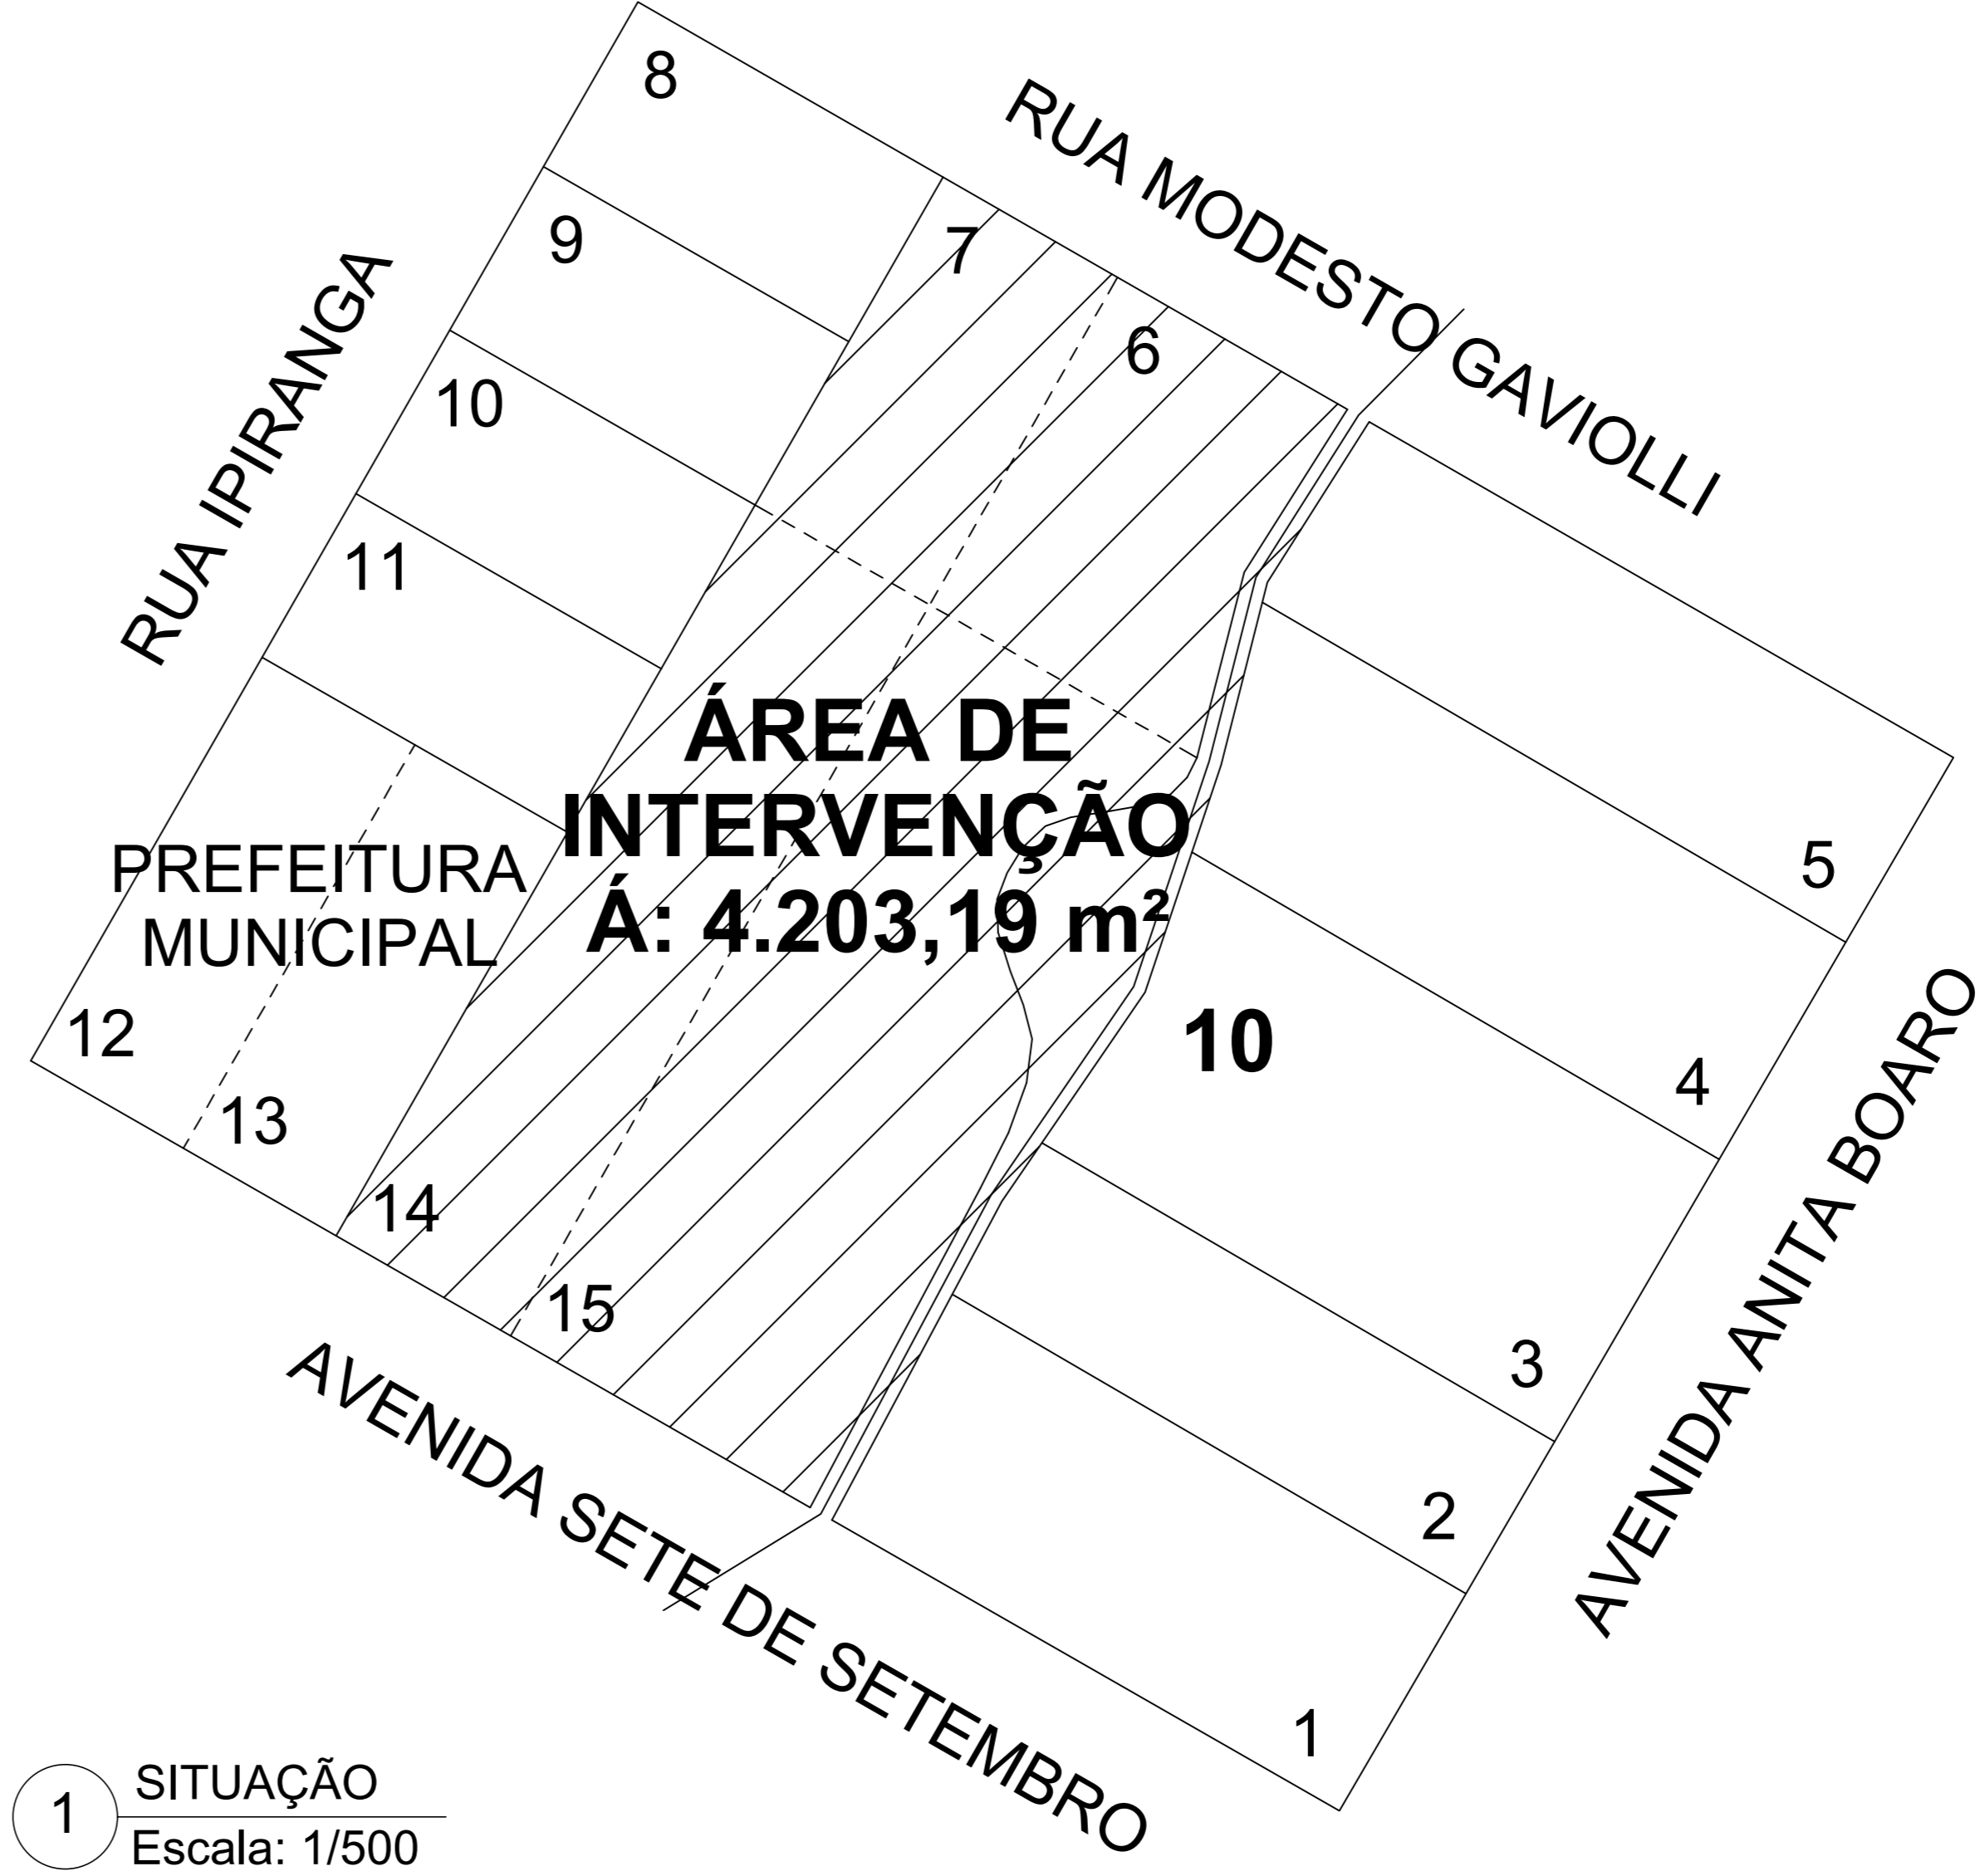 8
RUA MODESTO GAVIOLLI
9
7
6
RUA IPIRANGA
10
11
ÁREA DE
INTERVENÇÃO
Á: 4.203,19 m²
PREFEITURA
MUNICIPAL
5
12
13
10
4
14
15
3
AVENIDA ANITA BOARO
2
AVENIDA SETE DE SETEMBRO
1
1
SITUAÇÃO
Escala: 1/500